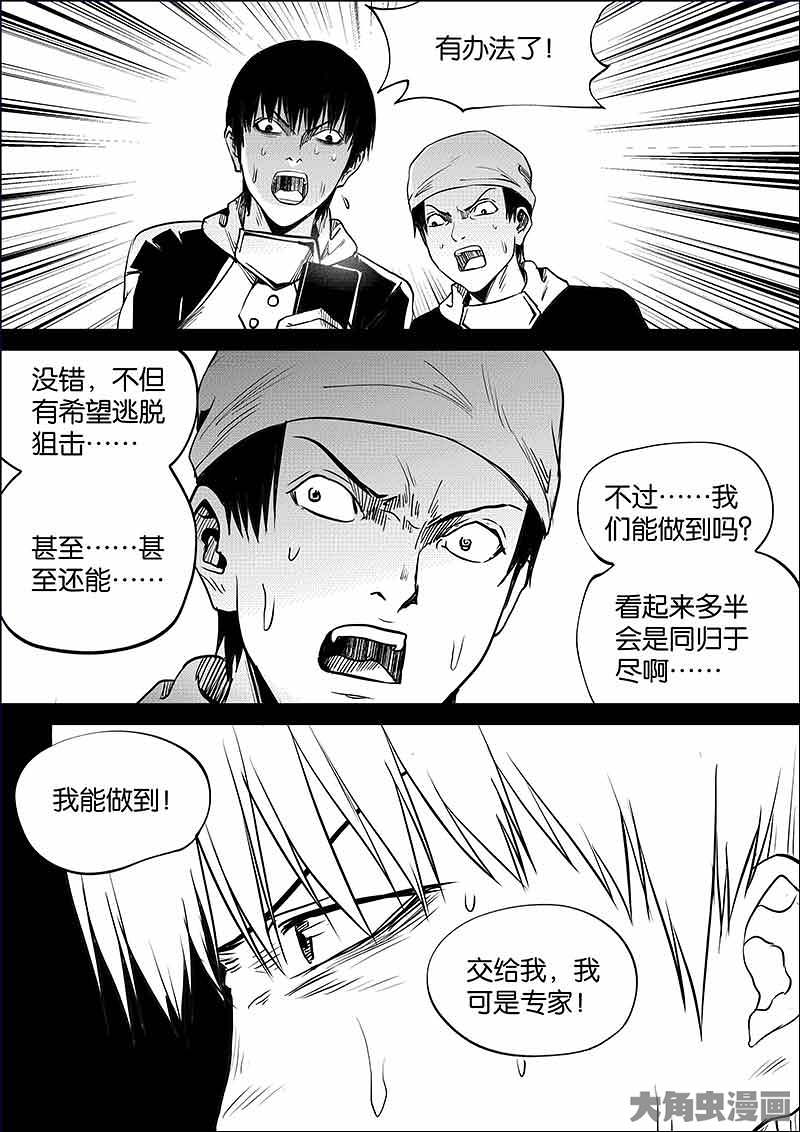 有办法了！
没错，不但
有希望逃脱
狙击……
甚至……甚
至还能……
不过……我
们能做到吗？
看起来多半
会是同归于
尽啊……
我能做到！
交给我，我
可是专家！
大角虫漫画